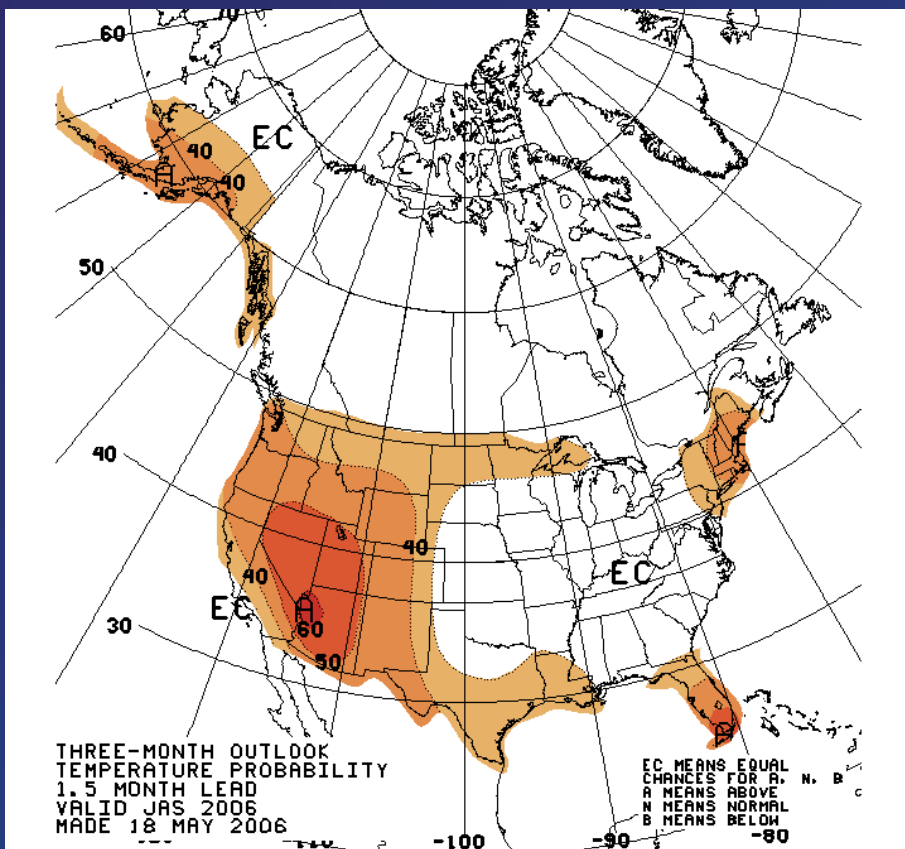 70
60
EC
40
A
40
50
40
40
40
EC
EC
A
60
30
50
A
THREE-MONTH OUTLOOK
TEMPERATURE PROBABILITY
1.5 MONTH LEAD
VALID JAS 2006
MADE 18 MAY 2006
EC MEANS EQUAL
CHANCES FOR A, N, B
A MEANS ABOVE
N MEANS NORMAL
B MEANS BELOW
-100
-90
-80